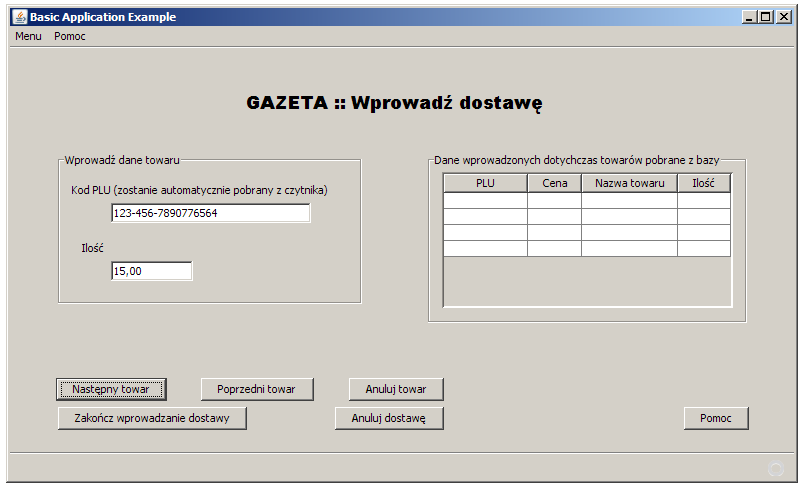 Basic Application Example
Menu Pomoc
GAZETA :: Wprowadź dostawę
Wprowadź dane towaru
Kod PLU (zostanie automatycznie pobrany z czytnika)
123-456-7890776564
Ilość
15,00
Dane wprowadzonych dotychczas towarów pobrane z bazy
PLU Cena Nazwa towaru Ilość
Następny towar Poprzedni towar Anuluj towar
Zakończ wprowadzanie dostawy Anuluj dostawę Pomoc